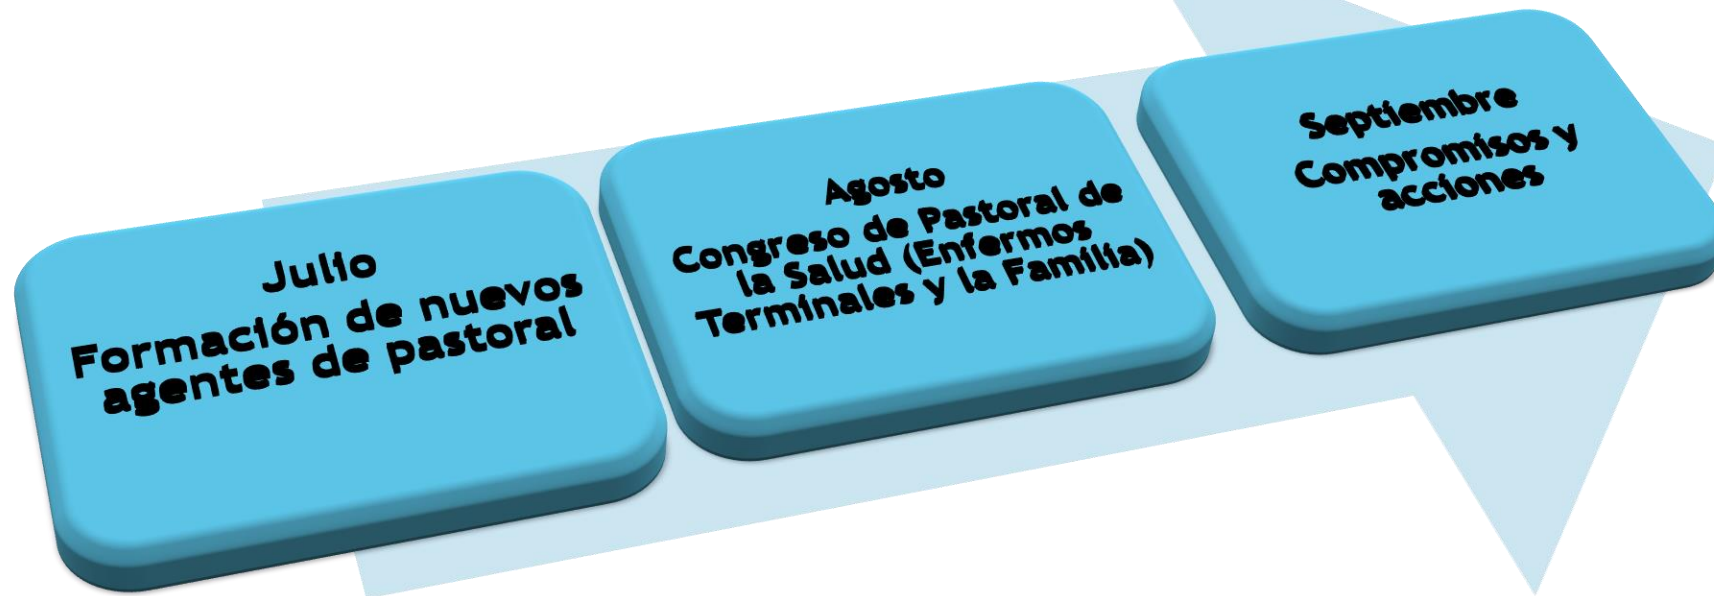 Julio
Formación de nuevos
agentes de pastoral
Agosto
Congreso de Pastoral de
la Salud (Enfermos
Terminales y la Familia)
Septiembre
Compromisos y
acciones